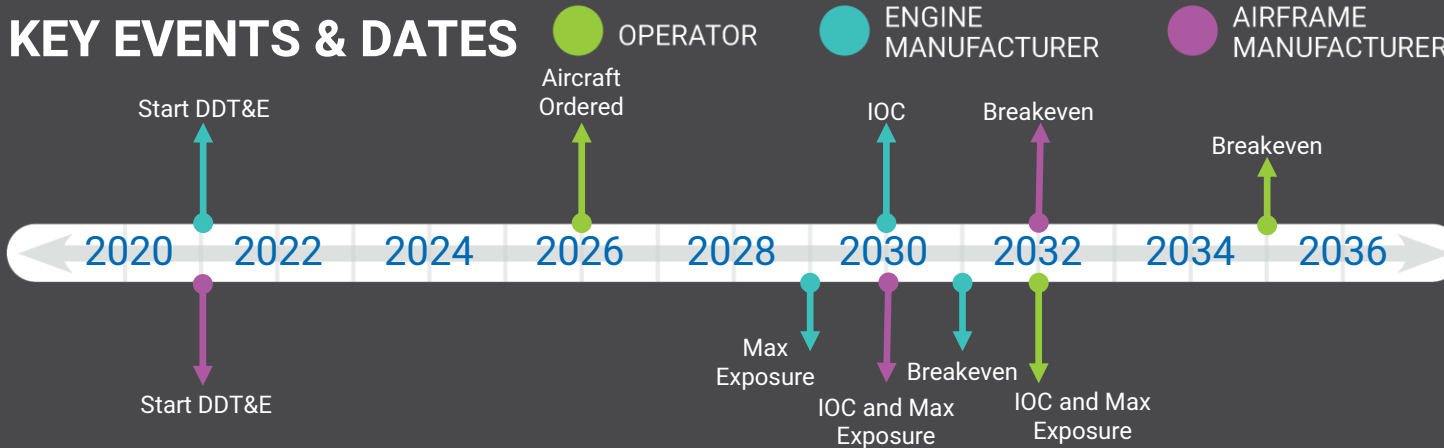 KEY EVENTS & DATES
OPERATOR
ENGINE
MANUFACTURER
AIRFRAME
MANUFACTURER
Start DDT&E
Aircraft
Ordered
IOC
Breakeven
Breakeven
2020
2022
2024
2026
2028
2030
2032
2034
2036
Start DDT&E
Max
Exposure
IOC and Max
Exposure
Breakeven
IOC and Max
Exposure